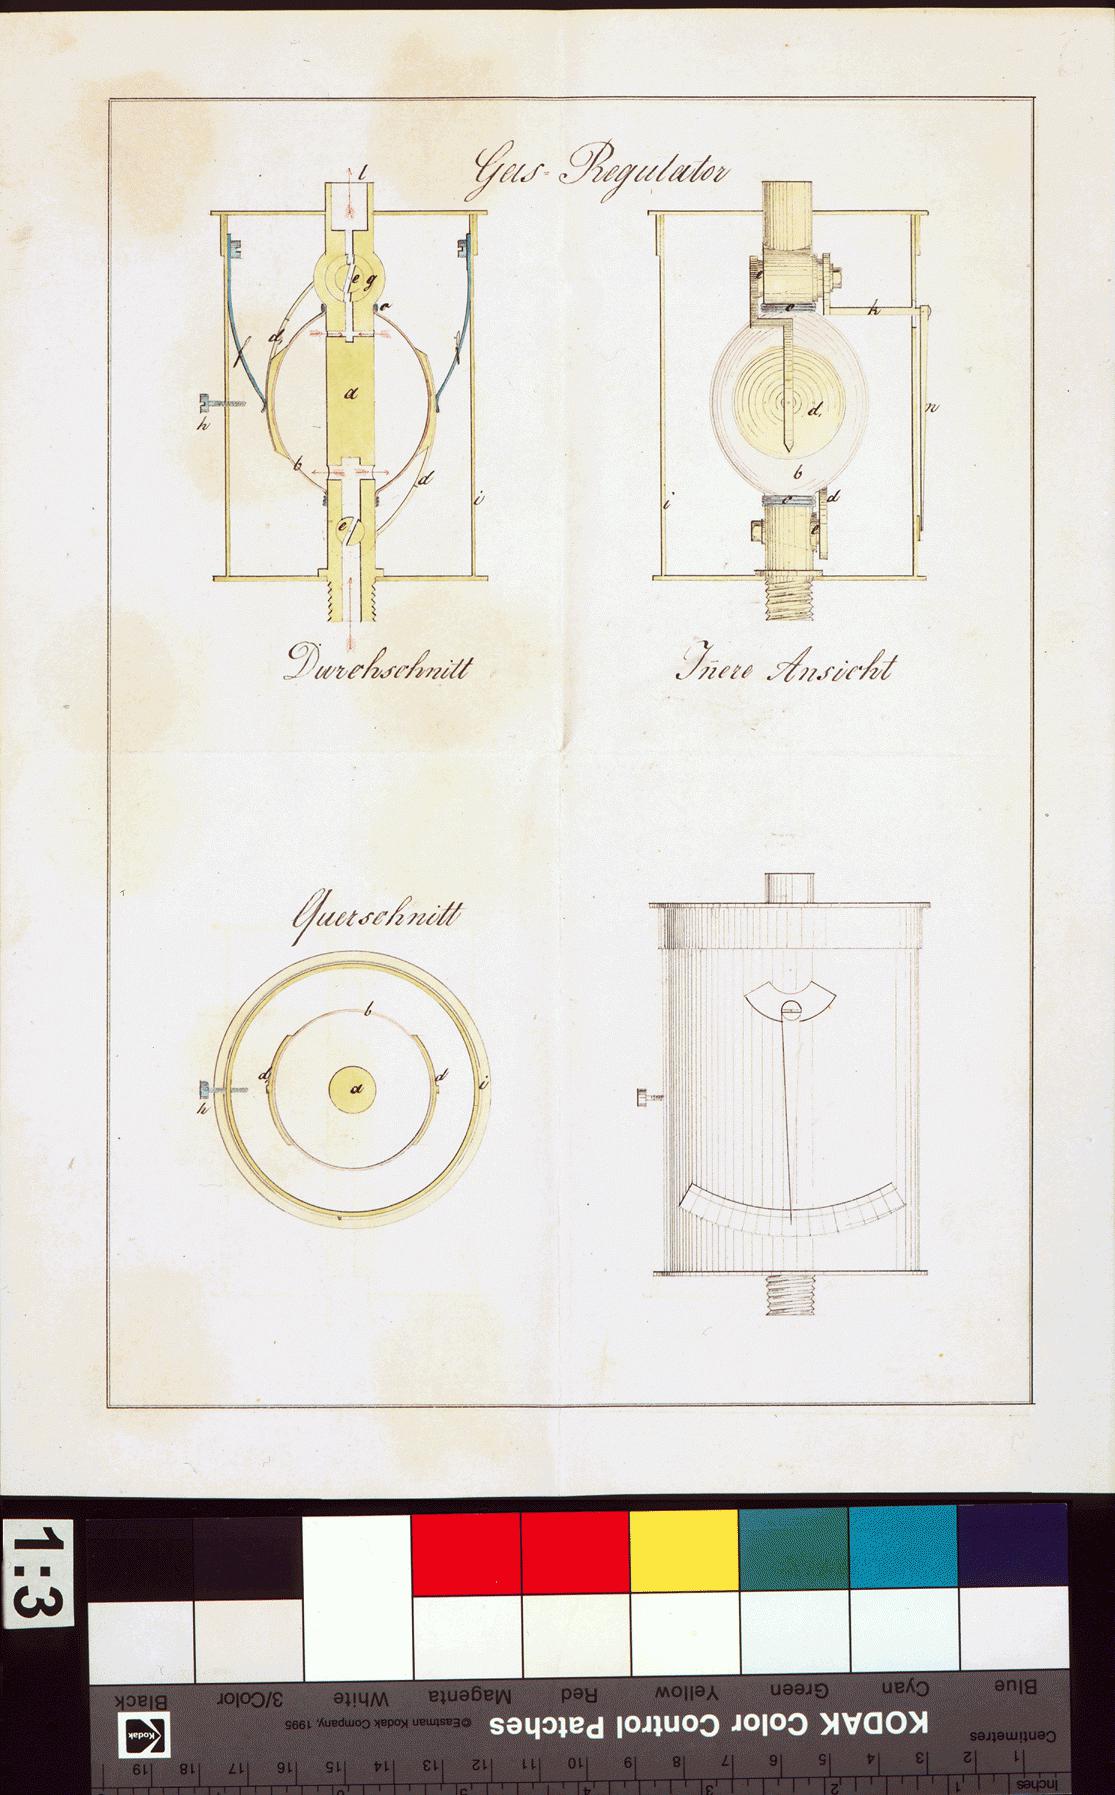 Gas-Regulator
l
e g
a
d,
f
f
a
h
b
d
i
e
e
c
k
d,
n
b
i
c
d
e
Durchschnitt
Iñere Ansicht
Querschnitt
b
d,
a
d
i
h
1:3
Black
3/Color
White
Magenta
Red
Yellow
Green
Cyan
Blue
Kodak
©Eastman Kodak Company, 1995
KODAK Color Control Patches
Centimetres
19 18 17 16 15 14 13 12 11 10 9 8 7 6 5 4 3 2 1
Inches
5 4 3 2 1